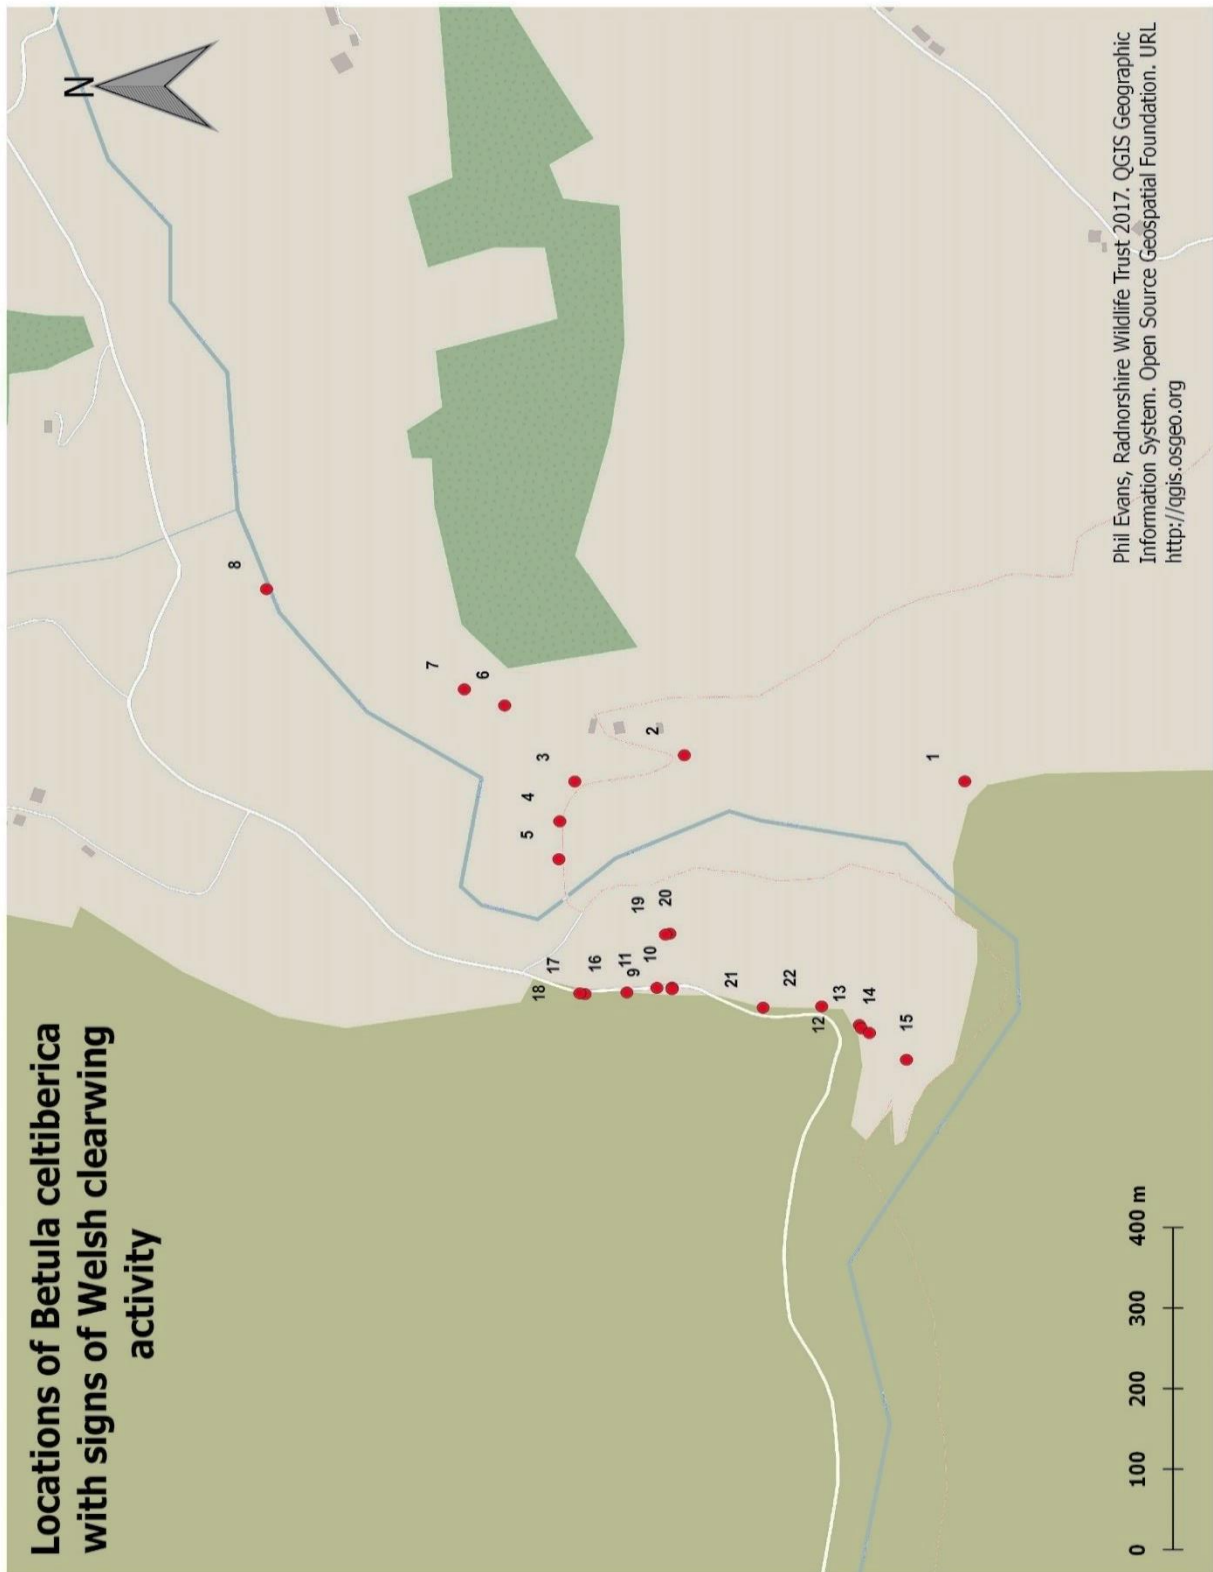 Locations of Betula celtiberica
with signs of Welsh clearwing
activity
N
8
7
6
3
2
4
5
1
19
20
17
16
11
10
9
18
21
22
13
14
12
15
0 100 200 300 400 m
Phil Evans, Radnorshire Wildlife Trust 2017. QGIS Geographic
Information System. Open Source Geospatial Foundation. URL
http://qgis.osgeo.org